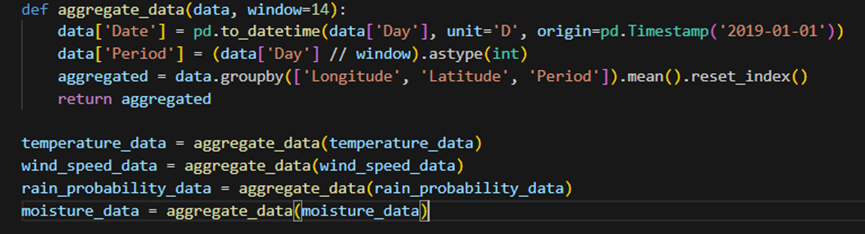 def aggregate_data(data, window=14):
    data['Date'] = pd.to_datetime(data['Day'], unit='D', origin=pd.Timestamp('2019-01-01'))
    data['Period'] = (data['Day'] // window).astype(int)
    aggregated = data.groupby(['Longitude', 'Latitude', 'Period']).mean().reset_index()
    return aggregated

temperature_data = aggregate_data(temperature_data)
wind_speed_data = aggregate_data(wind_speed_data)
rain_probability_data = aggregate_data(rain_probability_data)
moisture_data = aggregate_data(moisture_data)